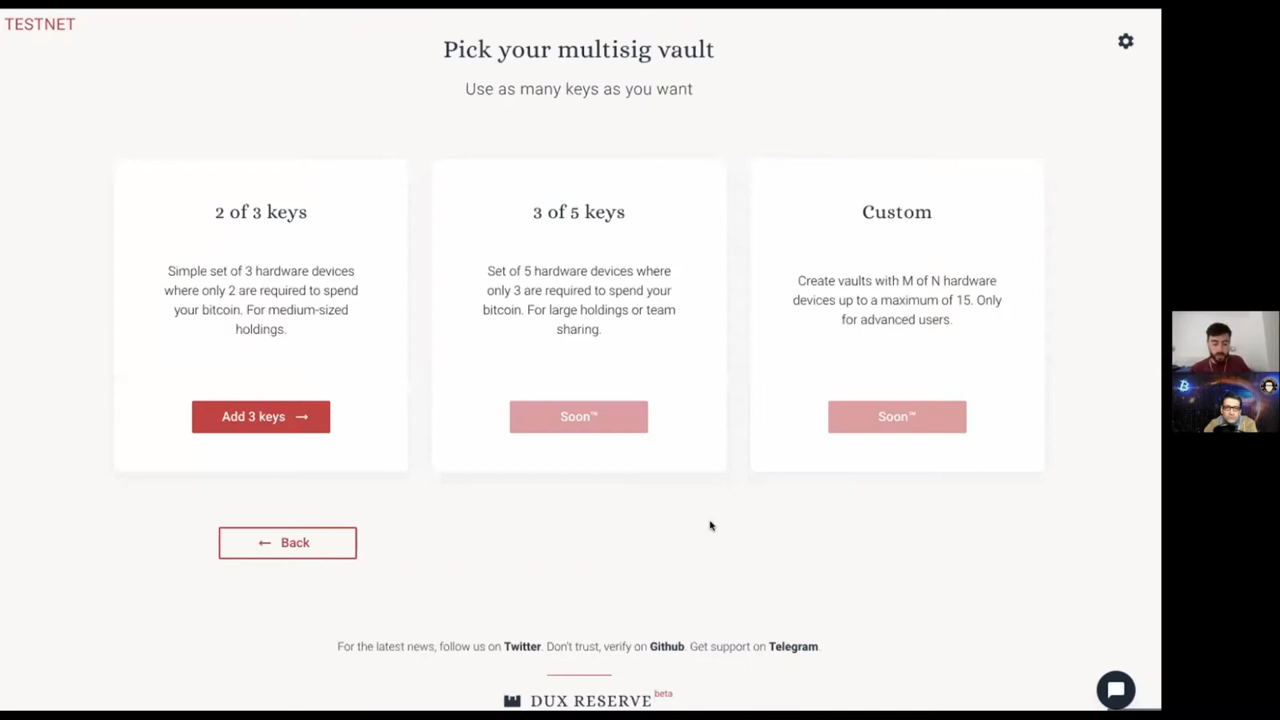 TESTNET
Pick your multisig vault
Use as many keys as you want
2 of 3 keys
Simple set of 3 hardware devices
where only 2 are required to spend
your bitcoin. For medium-sized
holdings.
Add 3 keys →
3 of 5 keys
Set of 5 hardware devices where
only 3 are required to spend your
bitcoin. For large holdings or team
sharing.
Soon™
Custom
Create vaults with M of N hardware
devices up to a maximum of 15. Only
for advanced users.
Soon™
← Back
For the latest news, follow us on Twitter. Don't trust, verify on Github. Get support on Telegram.
DUX RESERVE beta